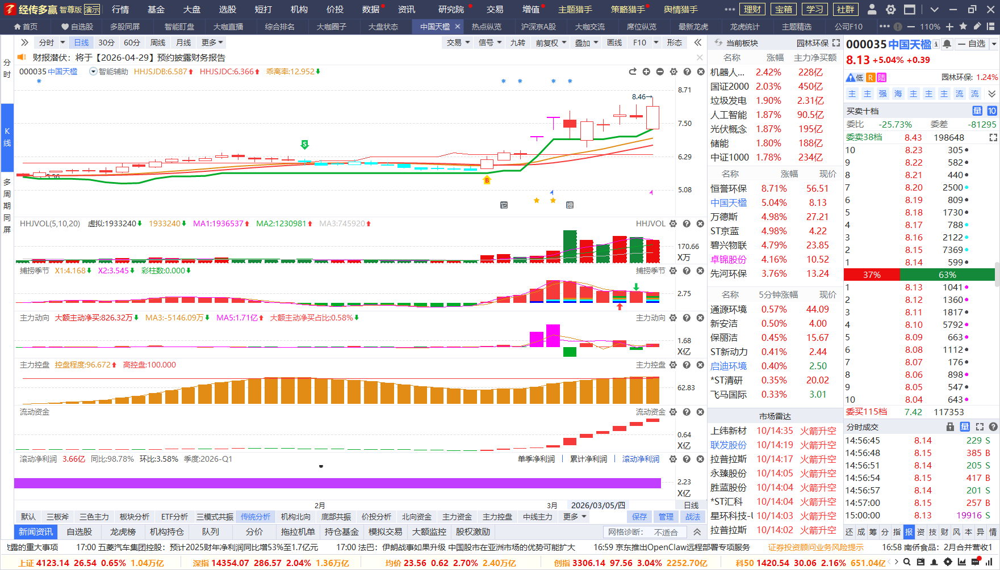 经传多赢 智尊版 演示 行情 基金 大盘 选股 短打 机构 价投 数据 资讯 研究院 交易 增值 主题猎手 策略猎手 舆情猎手 ••• 理财 宝箱 学习 社群
首页 自选股 多股同屏 智能盯盘 大咖直播 综合排名 大咖圈子 大盘状态 中国天楹 × 热点纵览 沪深京A股 大咖交流 席位纵览 最新龙虎 龙虎统计 主题精选 公司F10 ••• 110%
分时 日线 30分 60分 周线 月线 更多 交易 信号 九转 前复权 叠加 画线 F10 形态
分时
K线
多周期同屏
财报潜伏：将于【2026-04-29】预约披露财务报告
000035 中国天楹 智能辅助 HHJSJDB:6.587 HHJSJDC:6.366 乖离率:12.952
8.71
8.46→
7.50
S
6.29
5.56
B
5.08
HHJVOL(5,10,20) 虚拟:1933240 1933240 MA1:1936537 MA2:1230981 MA3:745920 HHJVOL
170.66
X万
捕捞季节 X1:4.168 X2:3.545 彩柱数:0.000 捕捞季节
2.75
主力动向 大额主动净买:826.32万 MA3:-5146.09万 MA5:1.71亿 大额主动净买占比:0.58% 主力动向
1.68
X亿
主力控盘 控盘程度:96.672 高控盘:100.000 主力控盘
62.83
流动资金 流动资金
0.64
X亿
滚动净利润 3.66亿 同比:98.78% 环比:3.58% 季度:2026-Q1 单季净利润 累计净利润 滚动净利润
2.23
X亿
2月 3月 2026/03/05/四 日线
默认 三板斧 三色主力 板块分析 ETF分析 三模式共振 传统分析 机构北向 底部共振 价投分析 北向资金 主力资金 主力控盘 中线主力 更多 保存 管理 战法
新闻资讯 自选股 龙虎榜 机构持仓 队列 分价 拖拉机单 持仓基金 模拟交易 大额监控 股权激励 网格诊断： 不适合
当前板块 园林环保
名称 涨幅 主力净买额
机器人... 2.42% 228亿
国证2000 2.03% 450亿
垃圾发电 1.90% 2.31亿
人工智能 1.87% 90.5亿
光伏概念 1.87% 195亿
储能 1.80% 188亿
中证1000 1.78% 234亿
名称 涨幅 现价
恒誉环保 8.71% 56.51
中国天楹 5.04% 8.13
万德斯 4.98% 27.21
ST京蓝 4.98% 4.22
碧兴物联 4.79% 23.85
卓锦股份 4.16% 10.52
先河环保 3.76% 13.24
名称 5分钟涨幅 现价
通源环境 0.57% 44.09
新安洁 0.50% 4.00
保丽洁 0.45% 15.67
ST新动力 0.41% 2.44
启迪环境 0.40% 2.50
*ST清研 0.35% 20.02
飞马国际 0.33% 3.01
市场雷达
上纬新材 10/14:35 火箭升空
联发股份 10/14:19 火箭升空
拉普拉斯 10/14:17 火箭升空
永臻股份 10/14:05 火箭升空
胜蓝股份 10/14:04 火箭升空
*ST汇科 10/14:04 火箭升空
星环科技-U 10/14:03 火箭升空
拉普拉斯 10/14:02 火箭升空
000035 中国天楹 自选
8.13 +5.04% +0.39
低 R 陆 园林环保: 1.24%
主 主 强 海 主 主 主 流 流
买卖十档 量 10
委比 -25.73% 委差 -81295
委卖38档 8.43 198648
10 8.23 305
9 8.22 582
8 8.21 440
7 8.20 2500
6 8.19 809
5 8.18 1730
4 8.17 788
3 8.16 2122
2 8.15 7369
1 8.14 599
37% 63%
1 8.13 1041
2 8.12 1360
3 8.11 1817
4 8.10 5792
5 8.09 663
6 8.08 1112
7 8.07 176
8 8.06 898
9 8.05 547
10 8.04 643
委买115档 7.42 117353
分时成交 量
14:56:45 8.14 229 S
14:56:48 8.15 385 B
14:56:51 8.14 205 S
14:56:54 8.15 417 B
14:56:57 8.14 201 S
14:57:00 8.15 257 B
15:00:00 8.13 19916 S
还 成 筹 分 指 报 资 技 财 风 本 异 情
披露的重大事项 17:00 五菱汽车集团控股：预计2025财年净利润同比增53%至1.7亿元 17:00 法巴：伊朗战事如果升级 中国股市在亚洲市场的优势可能扩大 16:59 京东推出OpenClaw远程部署专项服务 证券投资顾问业务风险提示 16:58 南侨食品：2月合并营收1
上证 4123.14 26.54 0.65% 1.04万亿 深指 14354.07 286.57 2.04% 1.36万亿 均价 23.56 0.62 2.70% 2.40万亿 创指 3306.14 97.56 3.04% 2252.70亿 科50 1420.54 30.06 2.16% 651.04亿